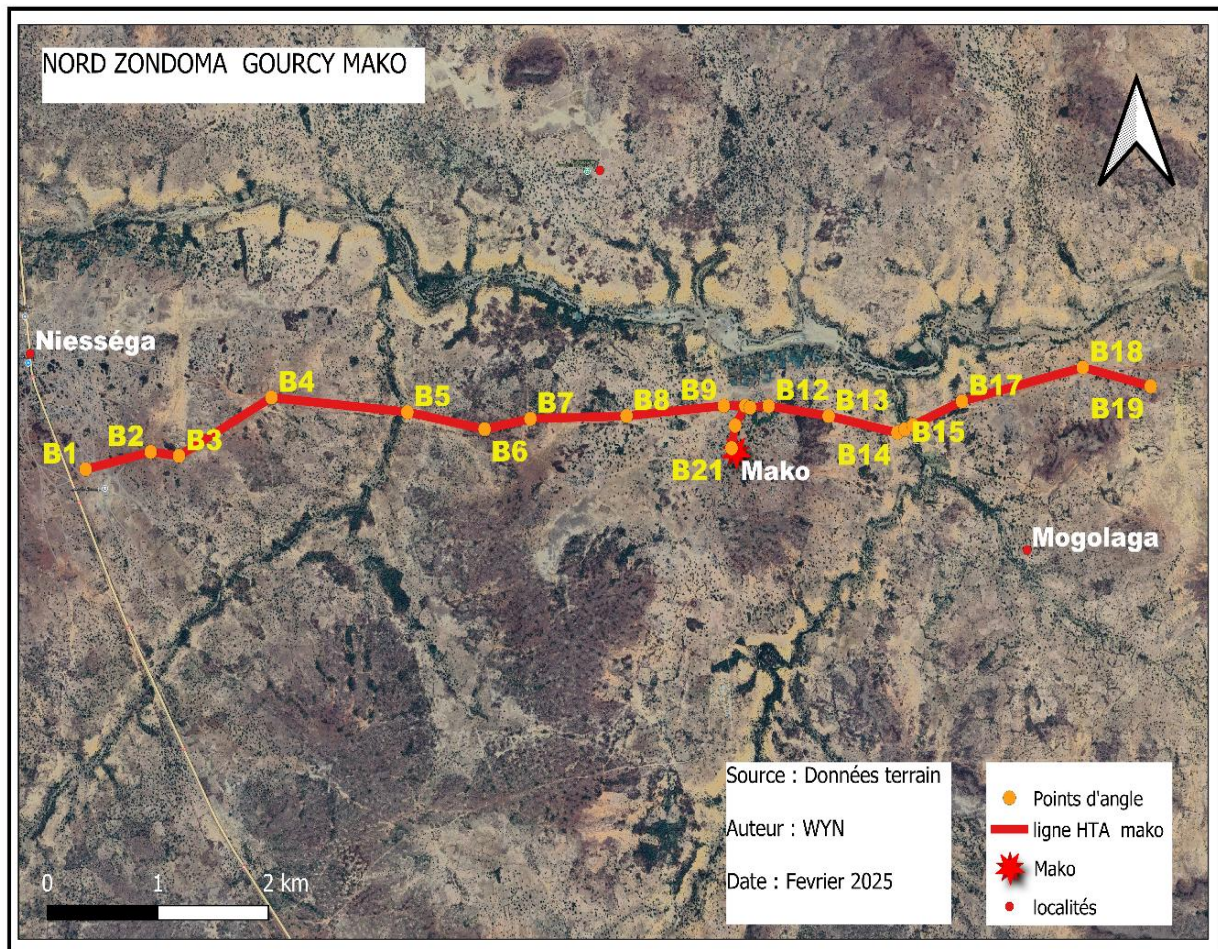 NORD ZONDOMA  GOURCY MAKO
Niességa
B1
B2
B3
B4
B5
B6
B7
B8
B9
B12
B13
B14
B15
B17
B18
B19
B21
Mako
Mogolaga
0 1 2 km
Source : Données terrain
Auteur : WYN
Date : Fevrier 2025
Points d'angle
ligne HTA mako
Mako
localités